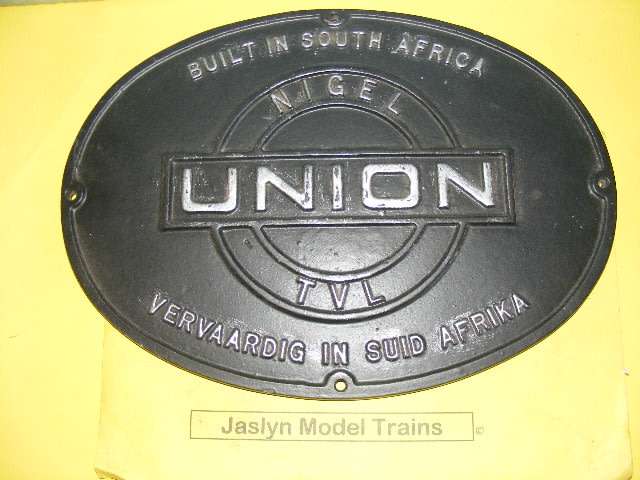 BUILT IN SOUTH AFRICA
NIGEL
UNION
TVL
VERVAARDIG IN SUID AFRIKA
Jaslyn Model Trains ©